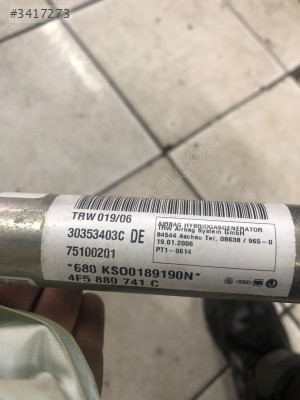 #3417273
TRW 019/06
30353403C DE
75100201
*680 KS00189190N*
4F5 880 741 C
AIRBAG HYBRIDGASGENERATOR
TRW Airbag System GmbH
84544 Aschau Tel. 08638 / 965-0
19.01.2006
PT1-0614